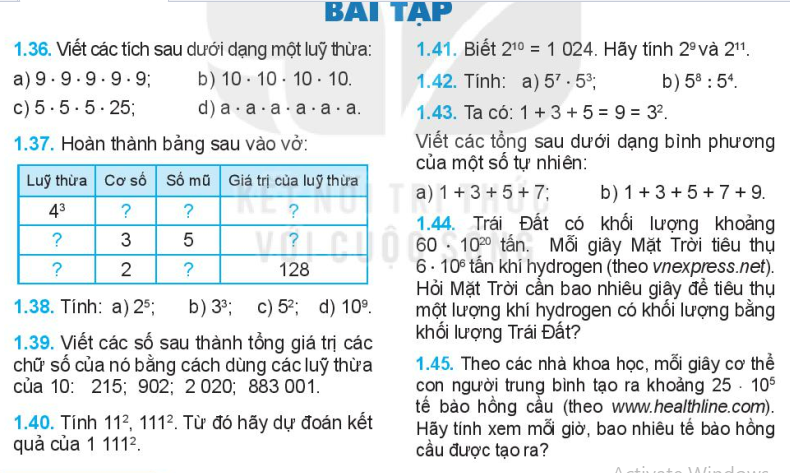 BÀI TẬP
1.36. Viết các tích sau dưới dạng một luỹ thừa:
a) 9 · 9 · 9 · 9 · 9; b) 10 · 10 · 10 · 10.
c) 5 · 5 · 5 · 25; d) a · a · a · a · a · a.
1.37. Hoàn thành bảng sau vào vở:
Luỹ thừa Cơ số Số mũ Giá trị của luỹ thừa
4³ ? ? ?
? 3 5 ?
? 2 ? 128
1.38. Tính: a) 2⁵; b) 3³; c) 5²; d) 10⁹.
1.39. Viết các số sau thành tổng giá trị các
chữ số của nó bằng cách dùng các luỹ thừa
của 10: 215; 902; 2 020; 883 001.
1.40. Tính 11², 111². Từ đó hãy dự đoán kết
quả của 1 111².
1.41. Biết 2¹⁰ = 1 024. Hãy tính 2⁹ và 2¹¹.
1.42. Tính: a) 5⁷ · 5³; b) 5⁸ : 5⁴.
1.43. Ta có: 1 + 3 + 5 = 9 = 3².
Viết các tổng sau dưới dạng bình phương
của một số tự nhiên:
a) 1 + 3 + 5 + 7; b) 1 + 3 + 5 + 7 + 9.
1.44. Trái Đất có khối lượng khoảng
60 · 10²⁰ tấn. Mỗi giây Mặt Trời tiêu thụ
6 · 10⁶ tấn khí hydrogen (theo vnexpress.net).
Hỏi Mặt Trời cần bao nhiêu giây để tiêu thụ
một lượng khí hydrogen có khối lượng bằng
khối lượng Trái Đất?
1.45. Theo các nhà khoa học, mỗi giây cơ thể
con người trung bình tạo ra khoảng 25 · 10⁵
tế bào hồng cầu (theo www.healthline.com).
Hãy tính xem mỗi giờ, bao nhiêu tế bào hồng
cầu được tạo ra?
KẾT NỐI TRI THỨC
VỚI CUỘC SỐNG